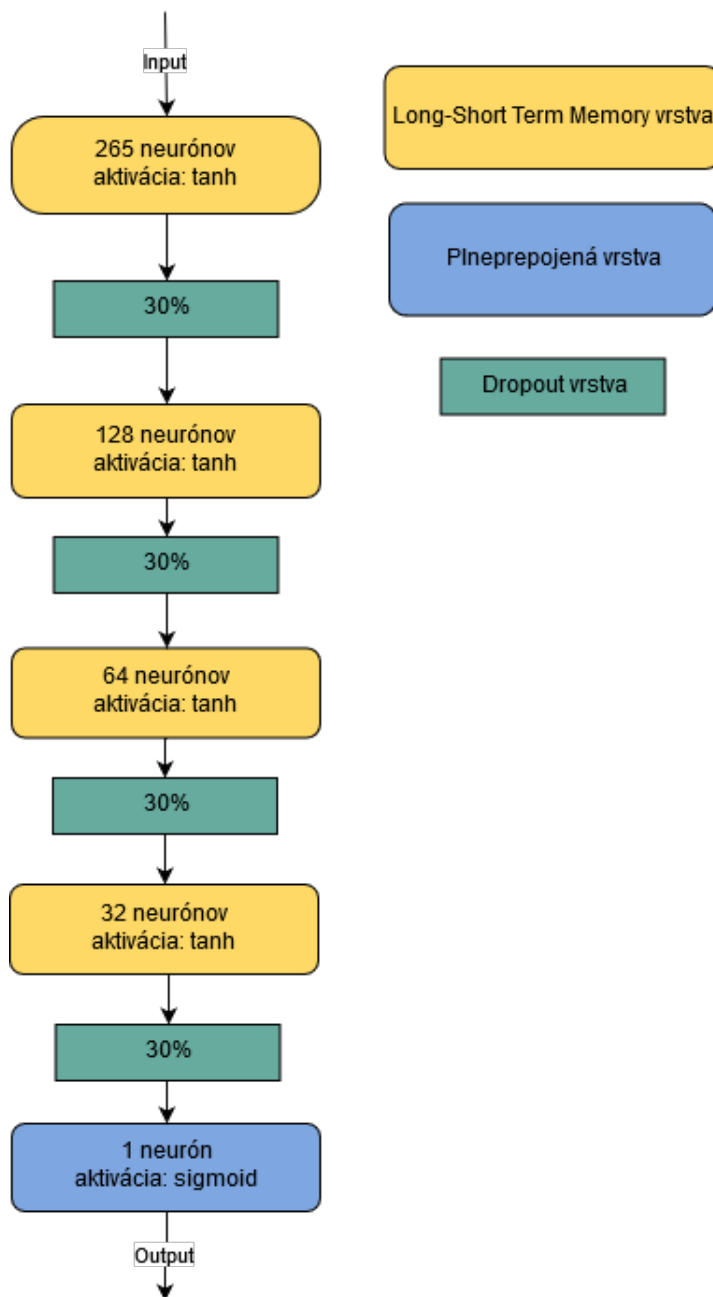 Input
265 neurónov
aktivácia: tanh
30%
128 neurónov
aktivácia: tanh
30%
64 neurónov
aktivácia: tanh
30%
32 neurónov
aktivácia: tanh
30%
1 neurón
aktivácia: sigmoid
Output
Long-Short Term Memory vrstva
Plneprepojená vrstva
Dropout vrstva